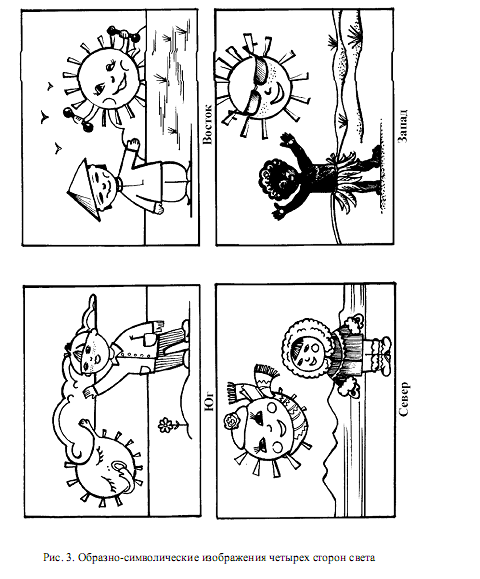 Восток
Запад
Юг
Север
Рис. 3. Образно-символические изображения четырех сторон света